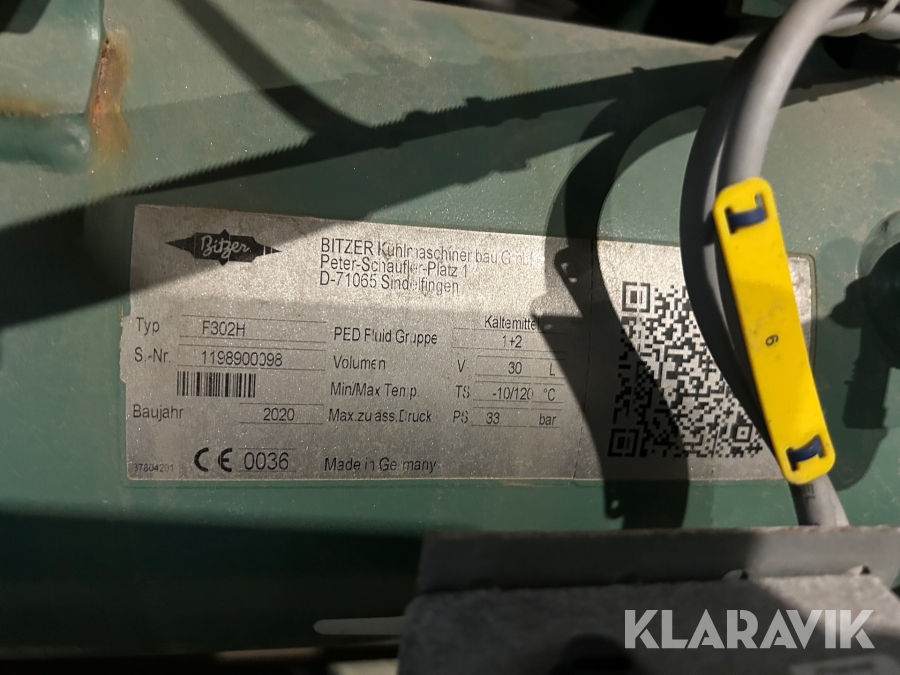 Bitzer
BITZER Kühlmaschinenbau GmbH
Peter-Schaufler-Platz 1
D-71065 Sindelfingen
Typ F302H
S.-Nr. 1198900098
Baujahr 2020
37804201 CE 0036
Kältemittel
PED Fluid Gruppe 1+2
Volumen V 30 L
Min/Max Temp. TS -10/120 °C
Max.zuläss.Druck PS 33 bar
Made in Germany
6
KLARAVIK